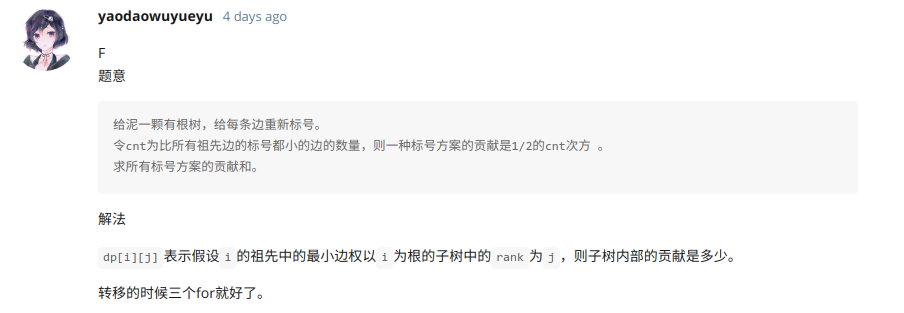 yaodaowuyueyu 4 days ago
F
题意
给泥一颗有根树，给每条边重新标号。
令cnt为比所有祖先边的标号都小的边的数量，则一种标号方案的贡献是1/2的cnt次方 。
求所有标号方案的贡献和。
解法
dp[i][j] 表示假设 i 的祖先中的最小边权以 i 为根的子树中的 rank 为 j ，则子树内部的贡献是多少。
转移的时候三个for就好了。